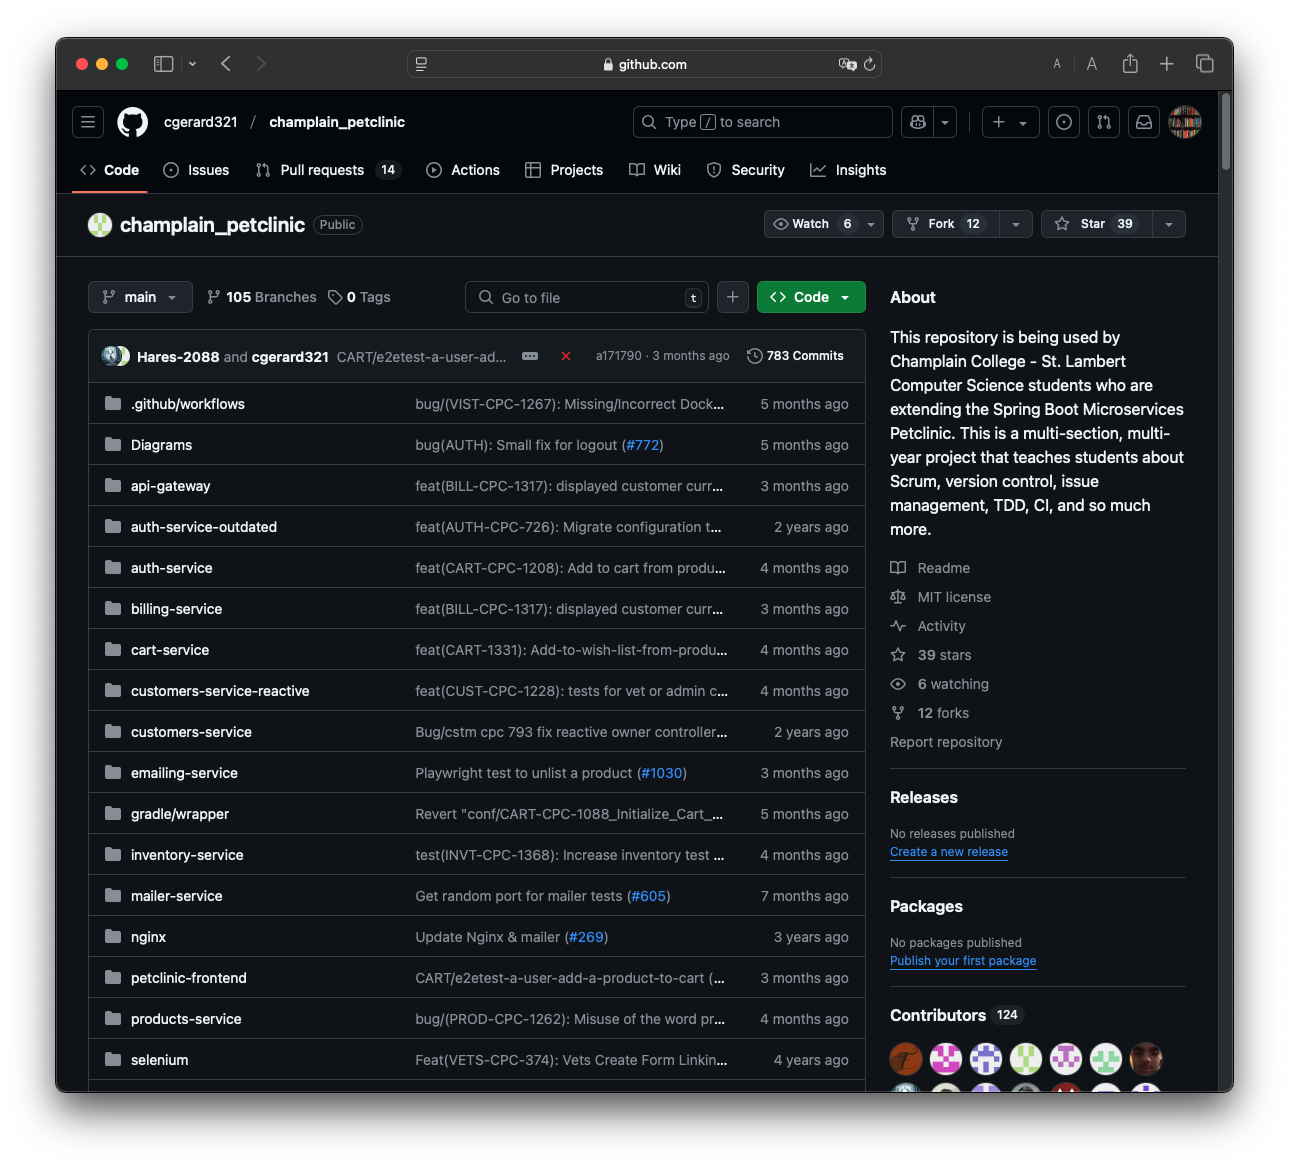 github.com
A A
cgerard321 / champlain_petclinic
Type / to search
Code Issues Pull requests 14 Actions Projects Wiki Security Insights
champlain_petclinic Public
Watch 6 Fork 12 Star 39
main 105 Branches 0 Tags
Go to file t
Code
Hares-2088 and cgerard321 CART/e2etest-a-user-ad... a171790 · 3 months ago 783 Commits
.github/workflows bug/(VIST-CPC-1267): Missing/Incorrect Dock... 5 months ago
Diagrams bug(AUTH): Small fix for logout (#772) 5 months ago
api-gateway feat(BILL-CPC-1317): displayed customer curr... 3 months ago
auth-service-outdated feat(AUTH-CPC-726): Migrate configuration t... 2 years ago
auth-service feat(CART-CPC-1208): Add to cart from produ... 4 months ago
billing-service feat(BILL-CPC-1317): displayed customer curr... 3 months ago
cart-service feat(CART-1331): Add-to-wish-list-from-produ... 4 months ago
customers-service-reactive feat(CUST-CPC-1228): tests for vet or admin c... 4 months ago
customers-service Bug/cstm cpc 793 fix reactive owner controller... 2 years ago
emailing-service Playwright test to unlist a product (#1030) 3 months ago
gradle/wrapper Revert "conf/CART-CPC-1088_Initialize_Cart_... 5 months ago
inventory-service test(INVT-CPC-1368): Increase inventory test ... 4 months ago
mailer-service Get random port for mailer tests (#605) 7 months ago
nginx Update Nginx & mailer (#269) 3 years ago
petclinic-frontend CART/e2etest-a-user-add-a-product-to-cart (... 3 months ago
products-service bug/(PROD-CPC-1262): Misuse of the word pr... 4 months ago
selenium Feat(VETS-CPC-374): Vets Create Form Linkin... 4 years ago
About
This repository is being used by
Champlain College - St. Lambert
Computer Science students who are
extending the Spring Boot Microservices
Petclinic. This is a multi-section, multi-
year project that teaches students about
Scrum, version control, issue
management, TDD, CI, and so much
more.
Readme
MIT license
Activity
39 stars
6 watching
12 forks
Report repository
Releases
No releases published
Create a new release
Packages
No packages published
Publish your first package
Contributors 124